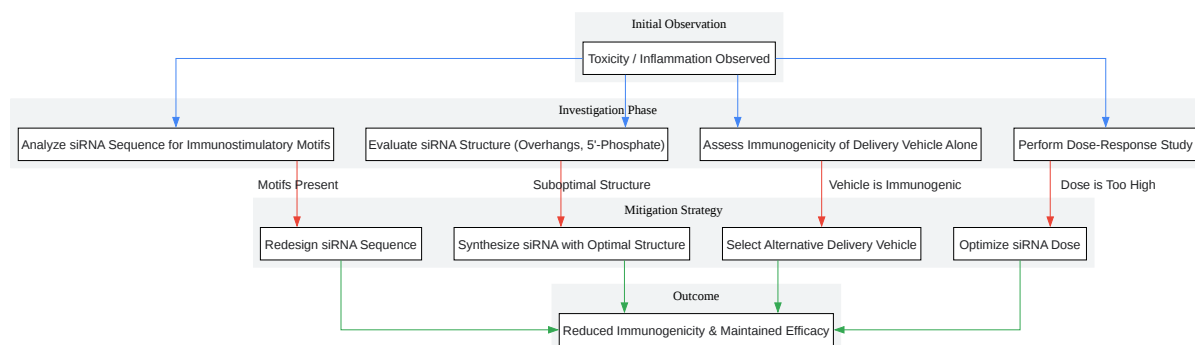 Initial Observation
Toxicity / Inflammation Observed
Investigation Phase
Analyze siRNA Sequence for Immunostimulatory Motifs
Evaluate siRNA Structure (Overhangs, 5'-Phosphate)
Assess Immunogenicity of Delivery Vehicle Alone
Perform Dose-Response Study
Motifs Present
Suboptimal Structure
Vehicle is Immunogenic
Dose is Too High
Mitigation Strategy
Redesign siRNA Sequence
Synthesize siRNA with Optimal Structure
Select Alternative Delivery Vehicle
Optimize siRNA Dose
Outcome
Reduced Immunogenicity & Maintained Efficacy